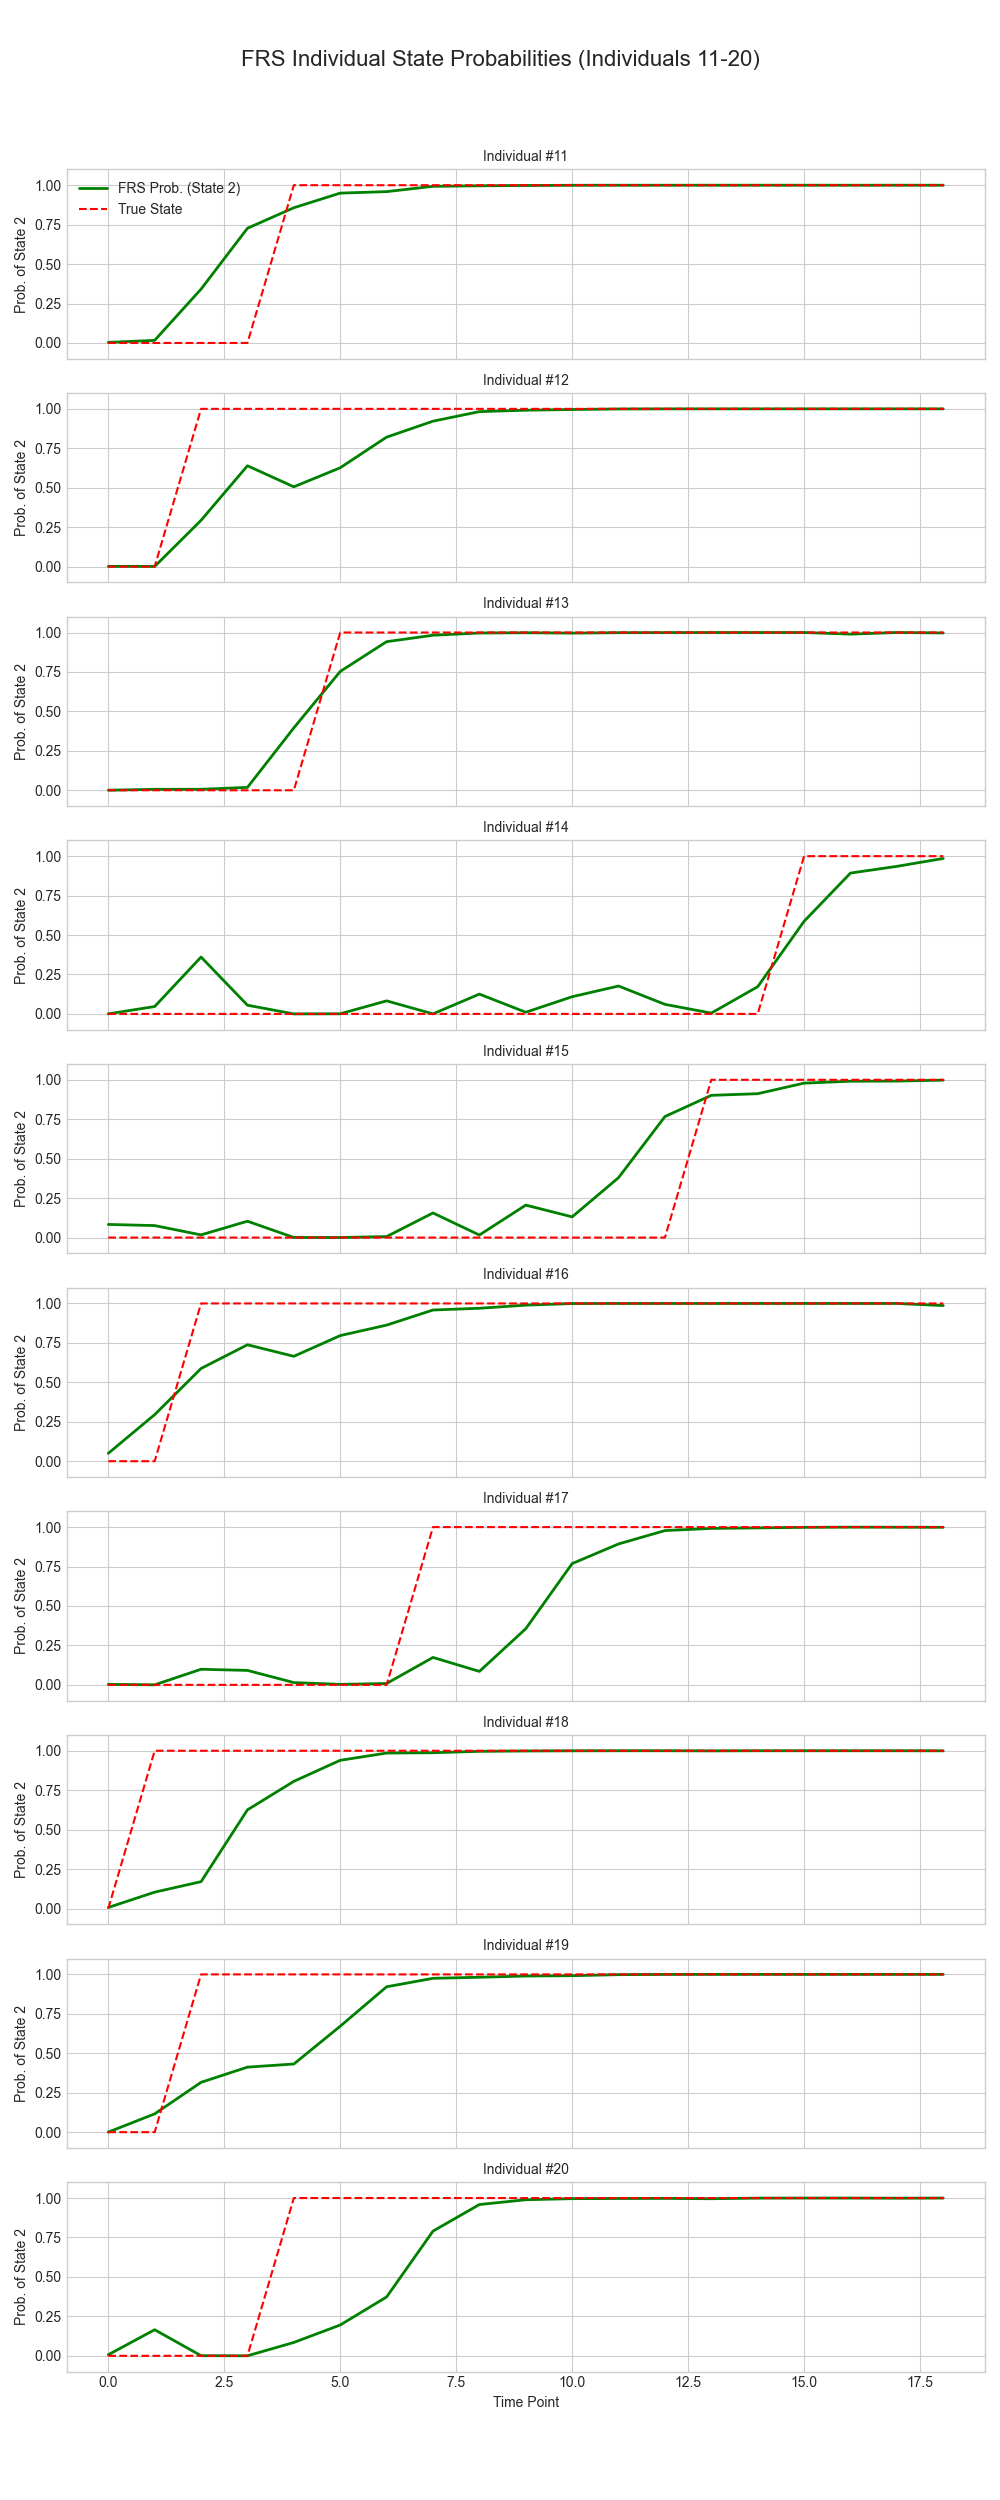 FRS Individual State Probabilities (Individuals 11-20)
Individual #11
FRS Prob. (State 2)
True State
1.00
0.75
0.50
0.25
0.00
Prob. of State 2
Individual #12
1.00
0.75
0.50
0.25
0.00
Prob. of State 2
Individual #13
1.00
0.75
0.50
0.25
0.00
Prob. of State 2
Individual #14
1.00
0.75
0.50
0.25
0.00
Prob. of State 2
Individual #15
1.00
0.75
0.50
0.25
0.00
Prob. of State 2
Individual #16
1.00
0.75
0.50
0.25
0.00
Prob. of State 2
Individual #17
1.00
0.75
0.50
0.25
0.00
Prob. of State 2
Individual #18
1.00
0.75
0.50
0.25
0.00
Prob. of State 2
Individual #19
1.00
0.75
0.50
0.25
0.00
Prob. of State 2
Individual #20
1.00
0.75
0.50
0.25
0.00
Prob. of State 2
0.0 2.5 5.0 7.5 10.0 12.5 15.0 17.5
Time Point